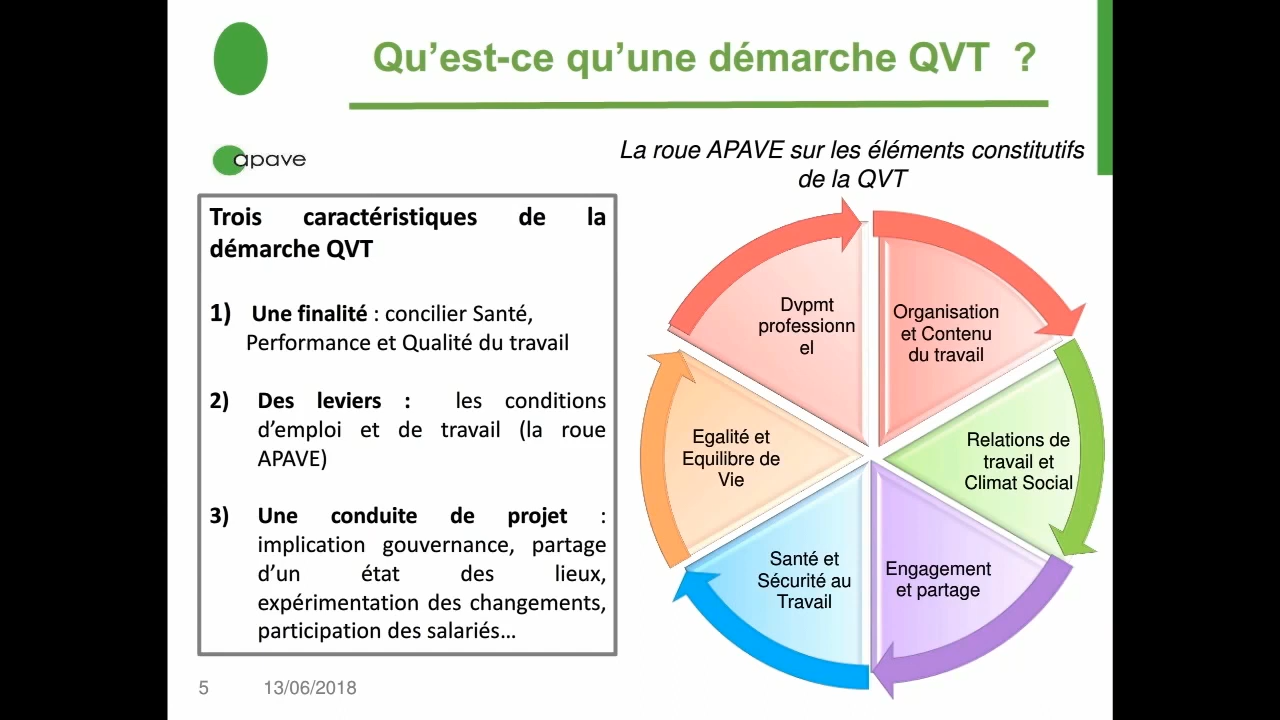 Qu’est-ce qu’une démarche QVT ?
apave
La roue APAVE sur les éléments constitutifs
de la QVT
Trois caractéristiques de la
démarche QVT
1) Une finalité : concilier Santé,
Performance et Qualité du travail
2) Des leviers : les conditions
d’emploi et de travail (la roue
APAVE)
3) Une conduite de projet :
implication gouvernance, partage
d’un état des lieux,
expérimentation des changements,
participation des salariés…
Dvpmt
professionn
el
Organisation
et Contenu
du travail
Relations de
travail et
Climat Social
Engagement
et partage
Santé et
Sécurité au
Travail
Egalité et
Equilibre de
Vie
5 13/06/2018